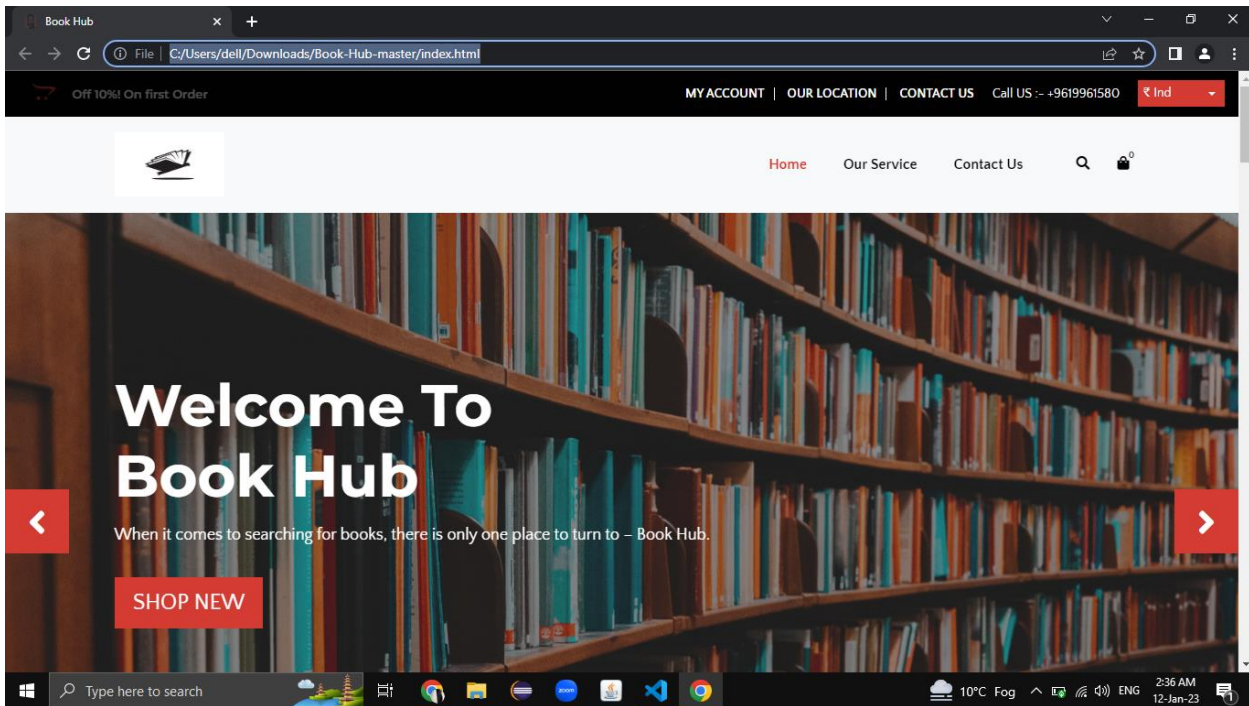 Book Hub
File | C:/Users/dell/Downloads/Book-Hub-master/index.html
Off 10%! On first Order
MY ACCOUNT | OUR LOCATION | CONTACT US Call US :- +9619961580 ₹ Ind
Home Our Service Contact Us 0
Welcome To
Book Hub
When it comes to searching for books, there is only one place to turn to – Book Hub.
SHOP NEW
Type here to search
zoom
10°C Fog ENG
2:36 AM
12-Jan-23
1